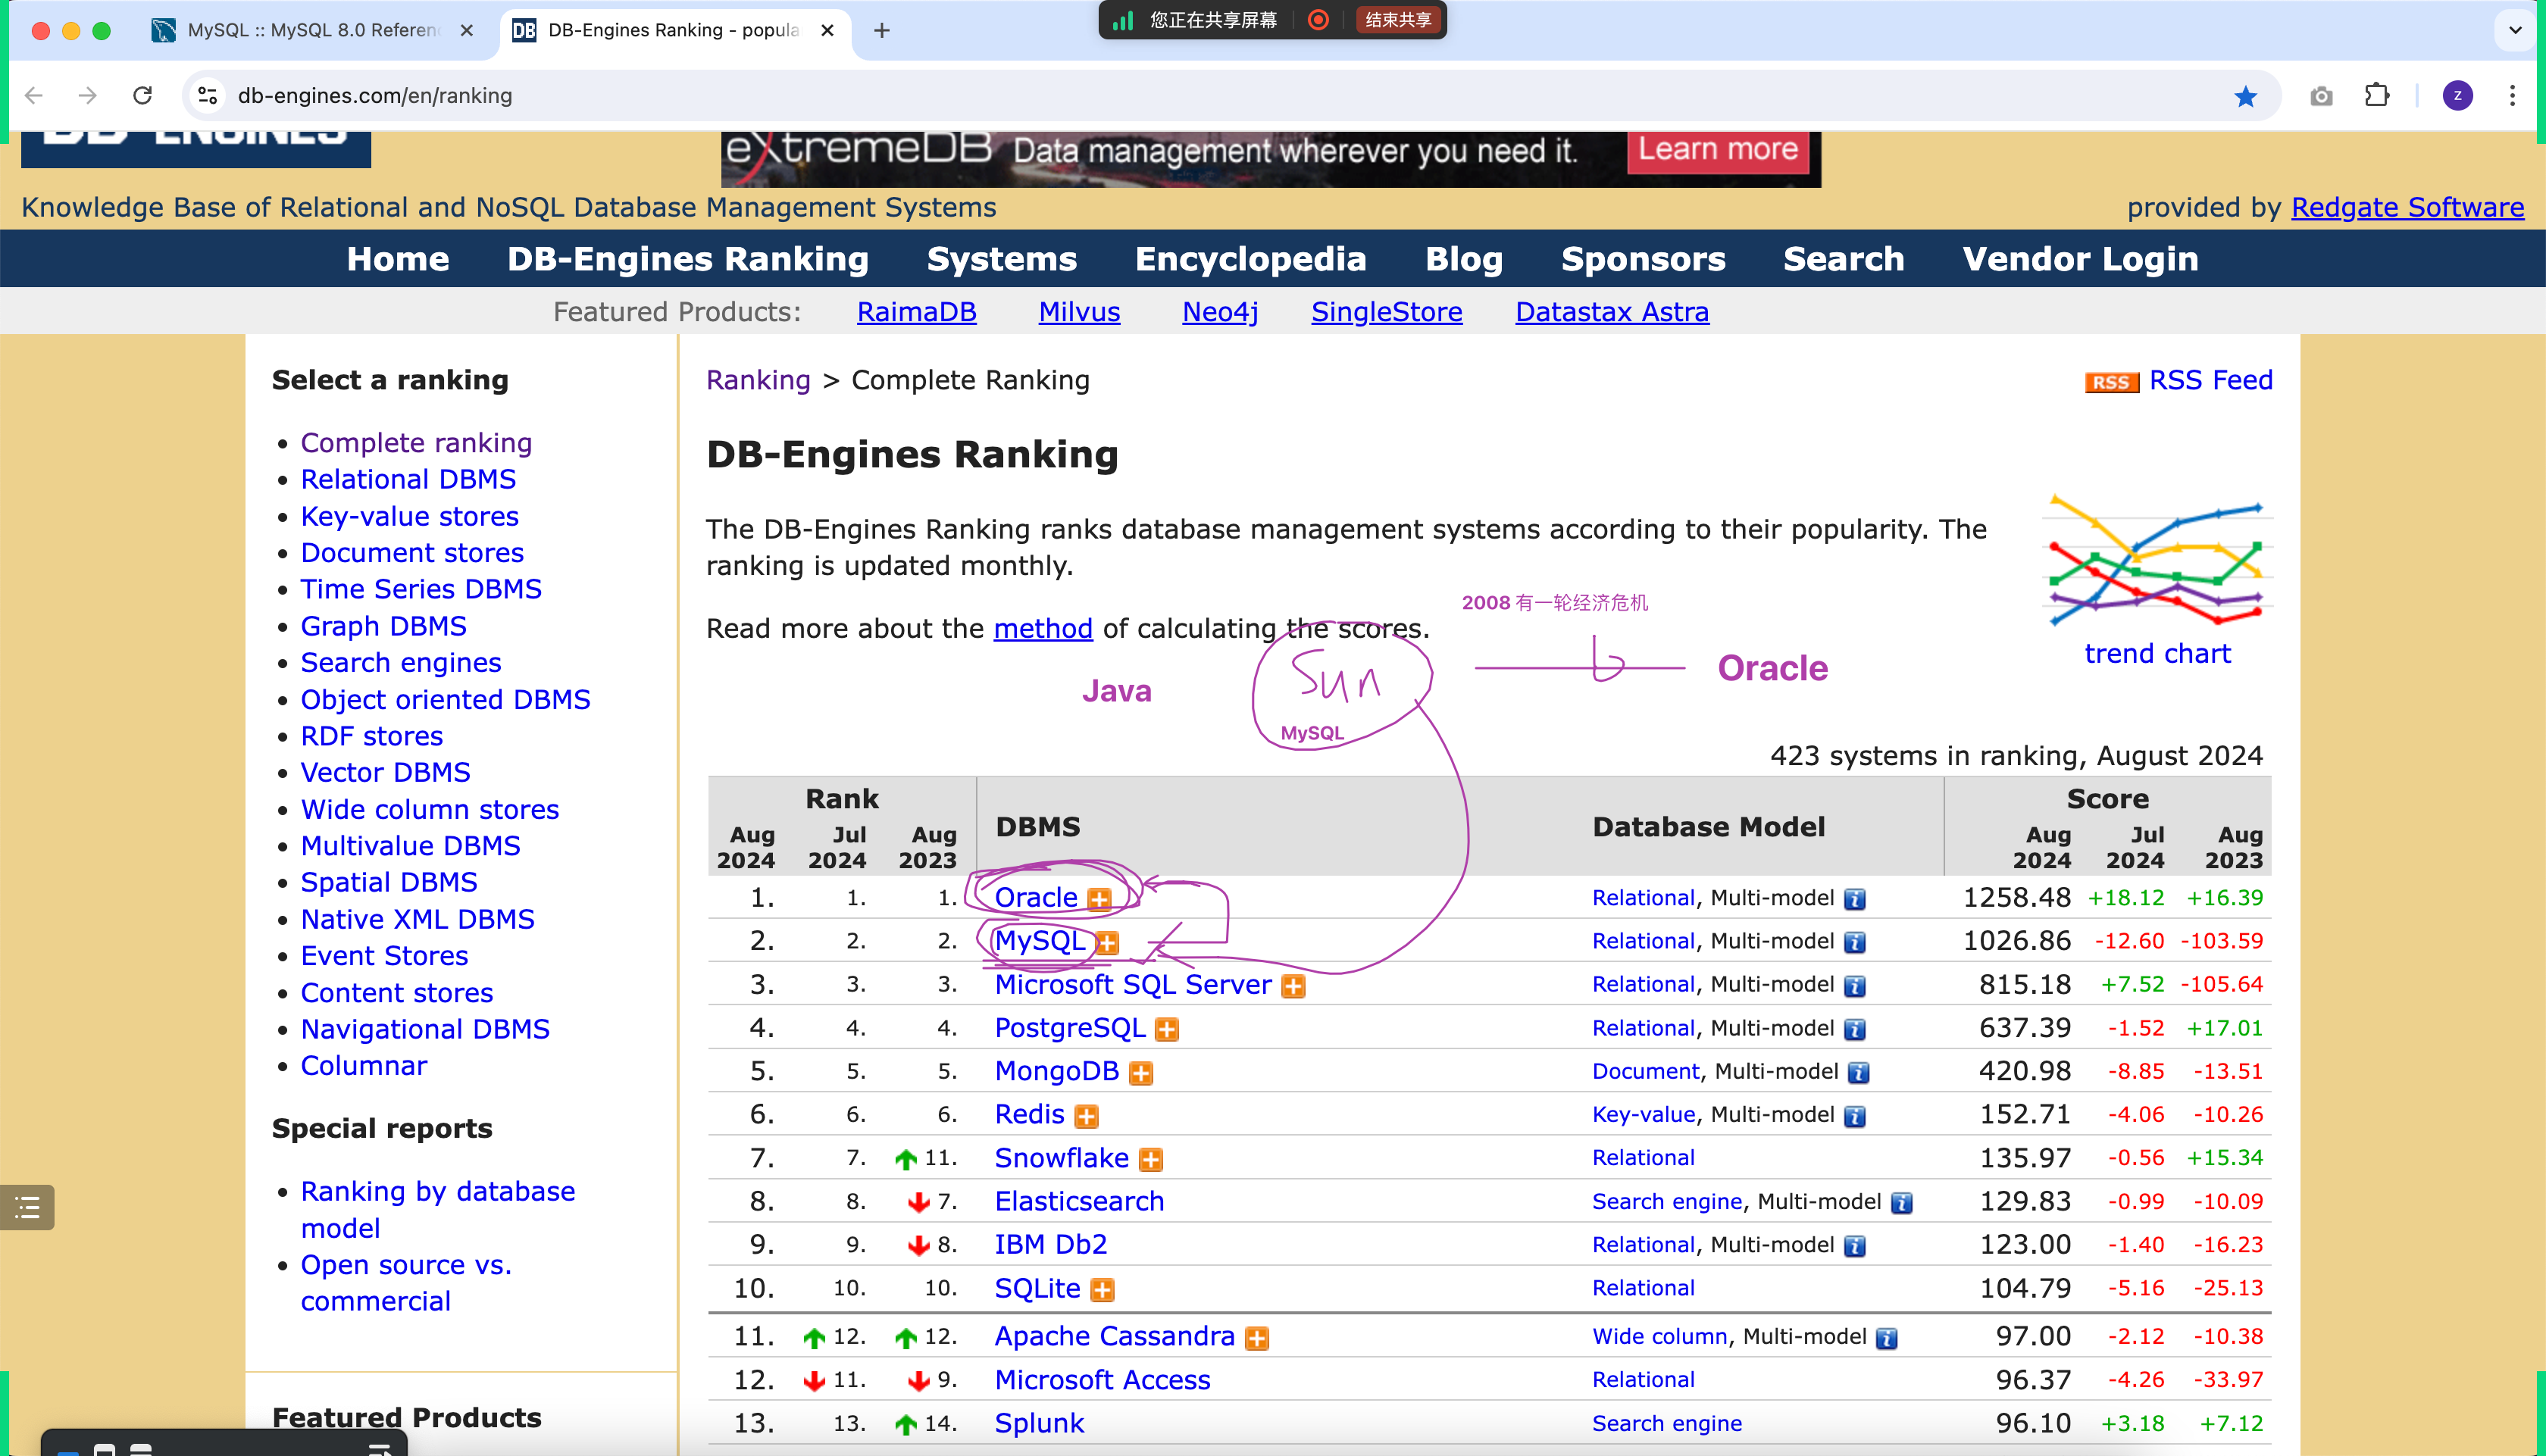 MySQL :: MySQL 8.0 Referen
DB DB-Engines Ranking - popula
您正在共享屏幕
结束共享
db-engines.com/en/ranking
z
DB-ENGINES
eXtremeDB Data management wherever you need it. Learn more
Knowledge Base of Relational and NoSQL Database Management Systems
provided by Redgate Software
Home DB-Engines Ranking Systems Encyclopedia Blog Sponsors Search Vendor Login
Featured Products: RaimaDB Milvus Neo4j SingleStore Datastax Astra
Select a ranking
Complete ranking
Relational DBMS
Key-value stores
Document stores
Time Series DBMS
Graph DBMS
Search engines
Object oriented DBMS
RDF stores
Vector DBMS
Wide column stores
Multivalue DBMS
Spatial DBMS
Native XML DBMS
Event Stores
Content stores
Navigational DBMS
Columnar
Special reports
Ranking by database
model
Open source vs.
commercial
Featured Products
Ranking > Complete Ranking
RSS RSS Feed
DB-Engines Ranking
The DB-Engines Ranking ranks database management systems according to their popularity. The
ranking is updated monthly.
trend chart
2008 有一轮经济危机
Read more about the method of calculating the scores.
Java
Sun
MySQL
Oracle
423 systems in ranking, August 2024
Rank DBMS Database Model Score
Aug 2024 Jul 2024 Aug 2023 Aug 2024 Jul 2024 Aug 2023
1. 1. 1. Oracle Relational, Multi-model i 1258.48 +18.12 +16.39
2. 2. 2. MySQL Relational, Multi-model i 1026.86 -12.60 -103.59
3. 3. 3. Microsoft SQL Server Relational, Multi-model i 815.18 +7.52 -105.64
4. 4. 4. PostgreSQL Relational, Multi-model i 637.39 -1.52 +17.01
5. 5. 5. MongoDB Document, Multi-model i 420.98 -8.85 -13.51
6. 6. 6. Redis Key-value, Multi-model i 152.71 -4.06 -10.26
7. 7. 11. Snowflake Relational 135.97 -0.56 +15.34
8. 8. 7. Elasticsearch Search engine, Multi-model i 129.83 -0.99 -10.09
9. 9. 8. IBM Db2 Relational, Multi-model i 123.00 -1.40 -16.23
10. 10. 10. SQLite Relational 104.79 -5.16 -25.13
11. 12. 12. Apache Cassandra Wide column, Multi-model i 97.00 -2.12 -10.38
12. 11. 9. Microsoft Access Relational 96.37 -4.26 -33.97
13. 13. 14. Splunk Search engine 96.10 +3.18 +7.12